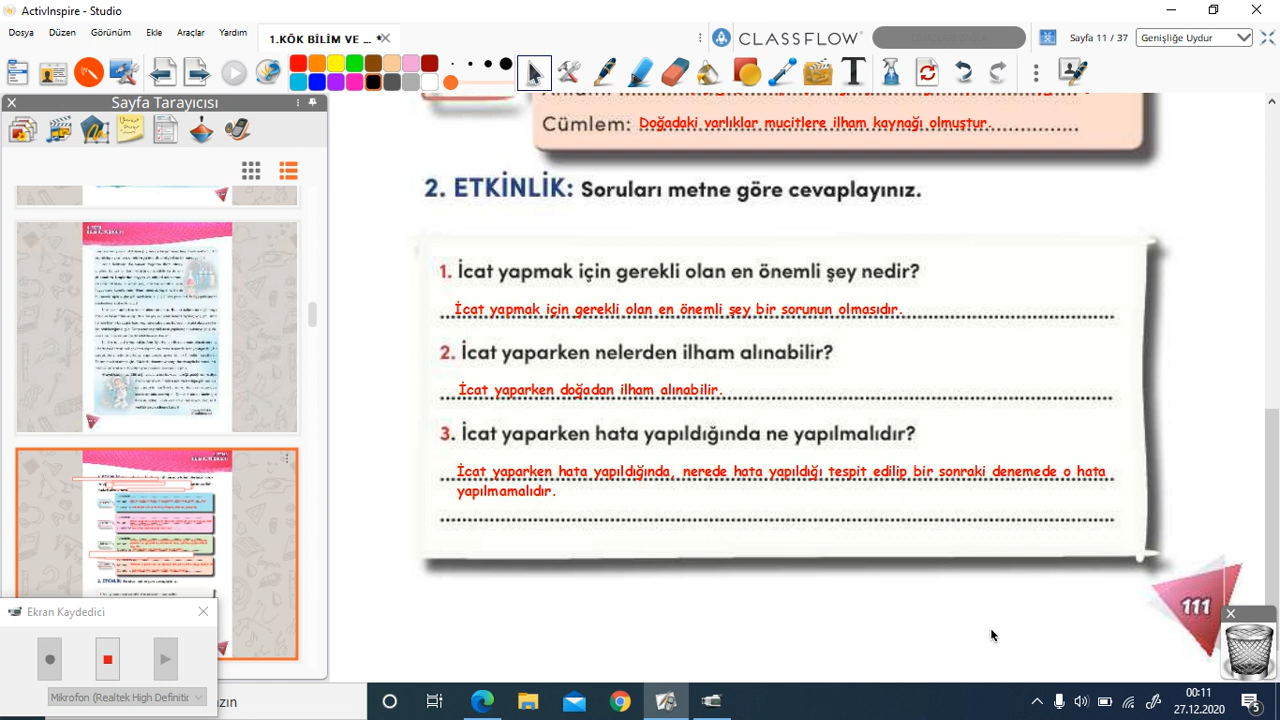 ActivInspire - Studio
Dosya Düzen Görünüm Ekle Araçlar Yardım
1.KÖK BİLİM VE ...
CLASSFLOW
Sayfa 11 / 37
Genişliğe Uydur
Sayfa Tarayıcısı
Cümlem: Doğadaki varlıklar mucitlere ilham kaynağı olmuştur.
2. ETKİNLİK: Soruları metne göre cevaplayınız.
1. İcat yapmak için gerekli olan en önemli şey nedir?
İcat yapmak için gerekli olan en önemli şey bir sorunun olmasıdır.
2. İcat yaparken nelerden ilham alınabilir?
İcat yaparken doğadan ilham alınabilir.
3. İcat yaparken hata yapıldığında ne yapılmalıdır?
İcat yaparken hata yapıldığında, nerede hata yapıldığı tespit edilip bir sonraki denemede o hata
yapılmamalıdır.
111
Ekran Kaydedici
Mikrofon (Realtek High Definitic
zın
00:11
27.12.2020
5